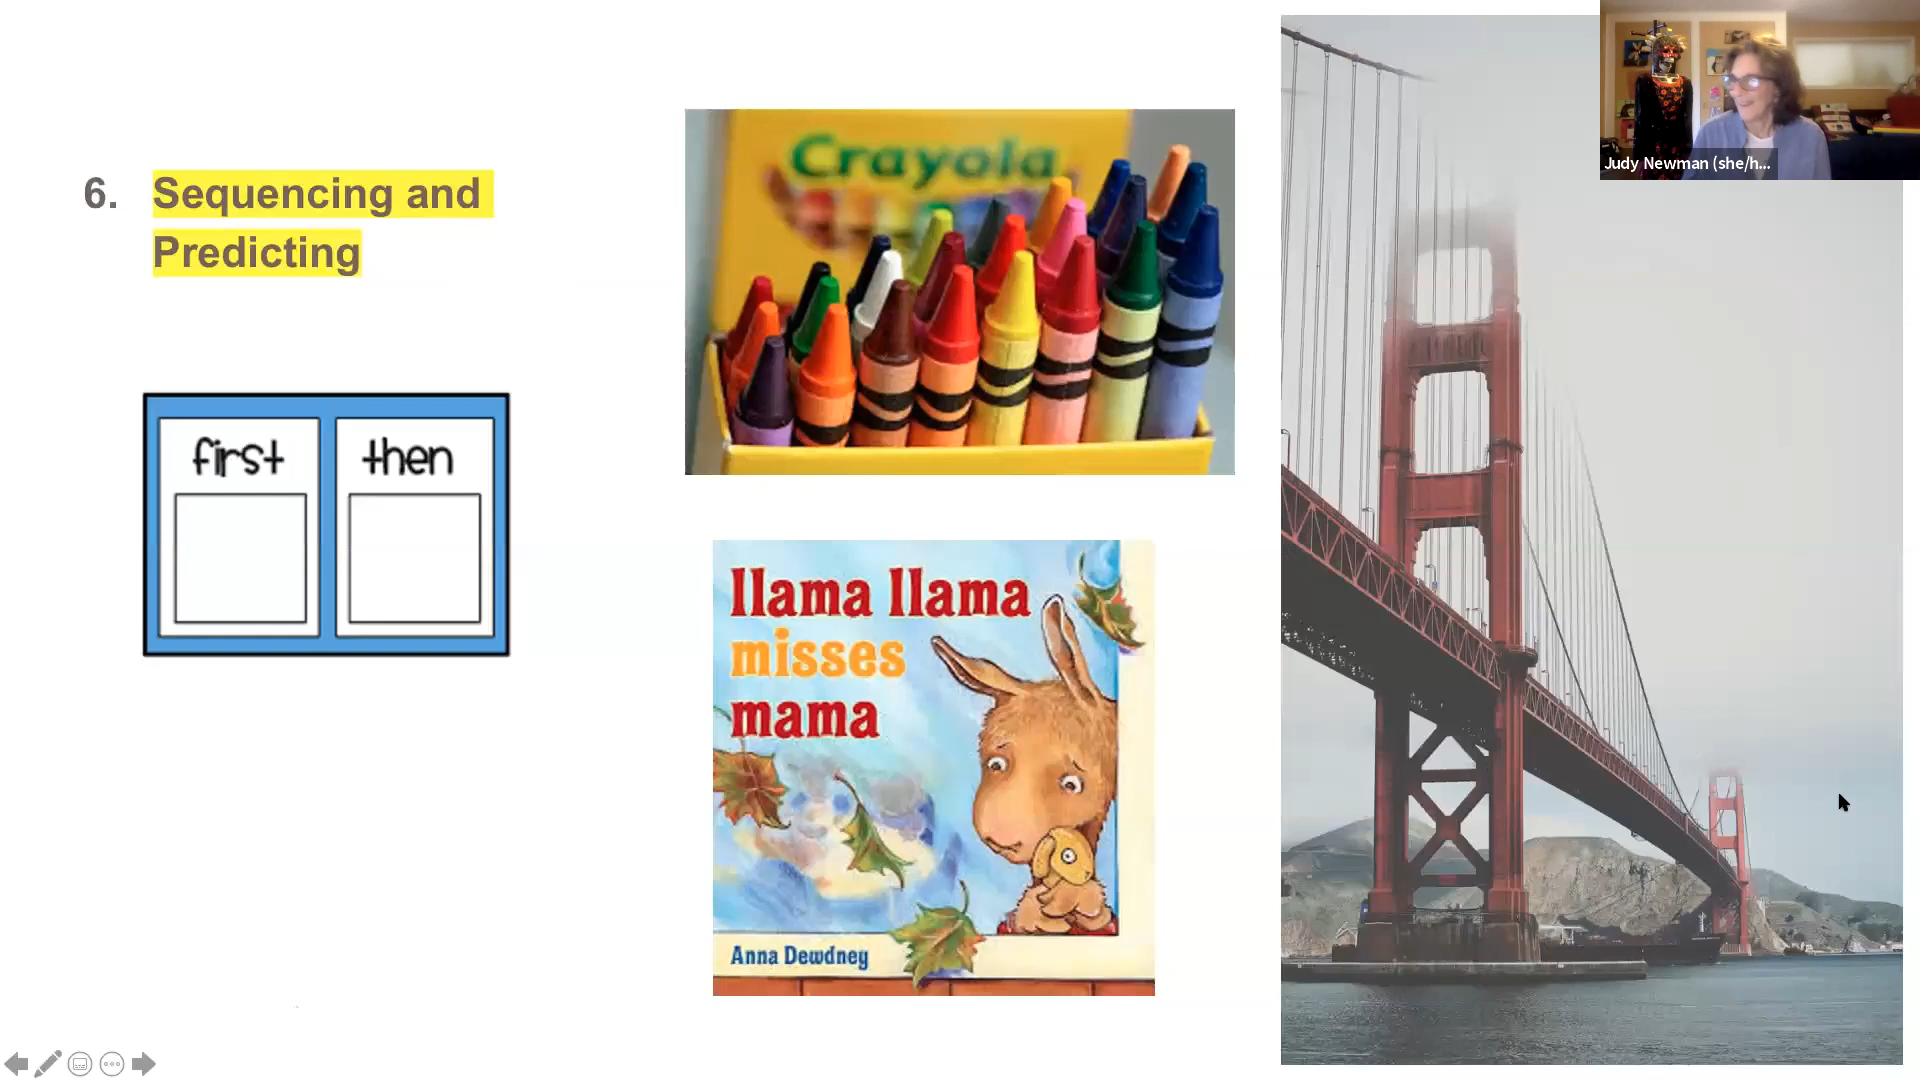 6. Sequencing and
Predicting
first then
Crayola
llama llama
misses
mama
Anna Dewdney
Judy Newman (she/h...